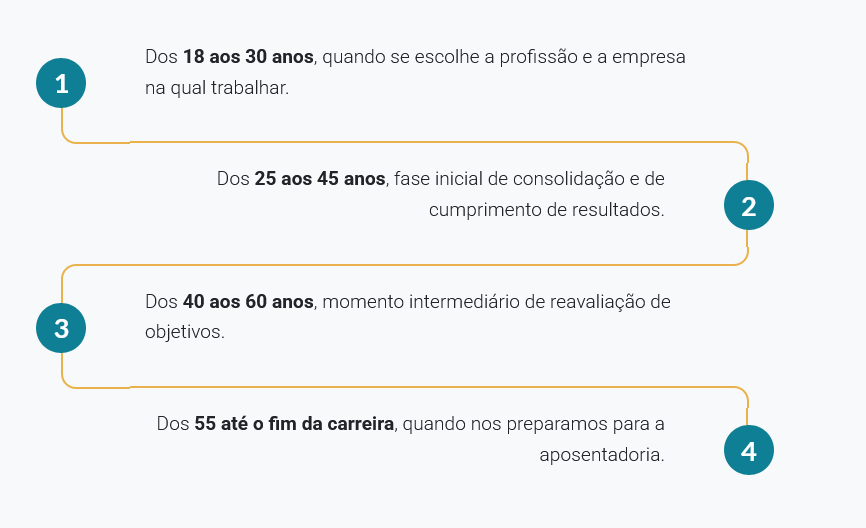 1
Dos 18 aos 30 anos, quando se escolhe a profissão e a empresa
na qual trabalhar.
Dos 25 aos 45 anos, fase inicial de consolidação e de
cumprimento de resultados.
2
3
Dos 40 aos 60 anos, momento intermediário de reavaliação de
objetivos.
Dos 55 até o fim da carreira, quando nos preparamos para a
aposentadoria.
4